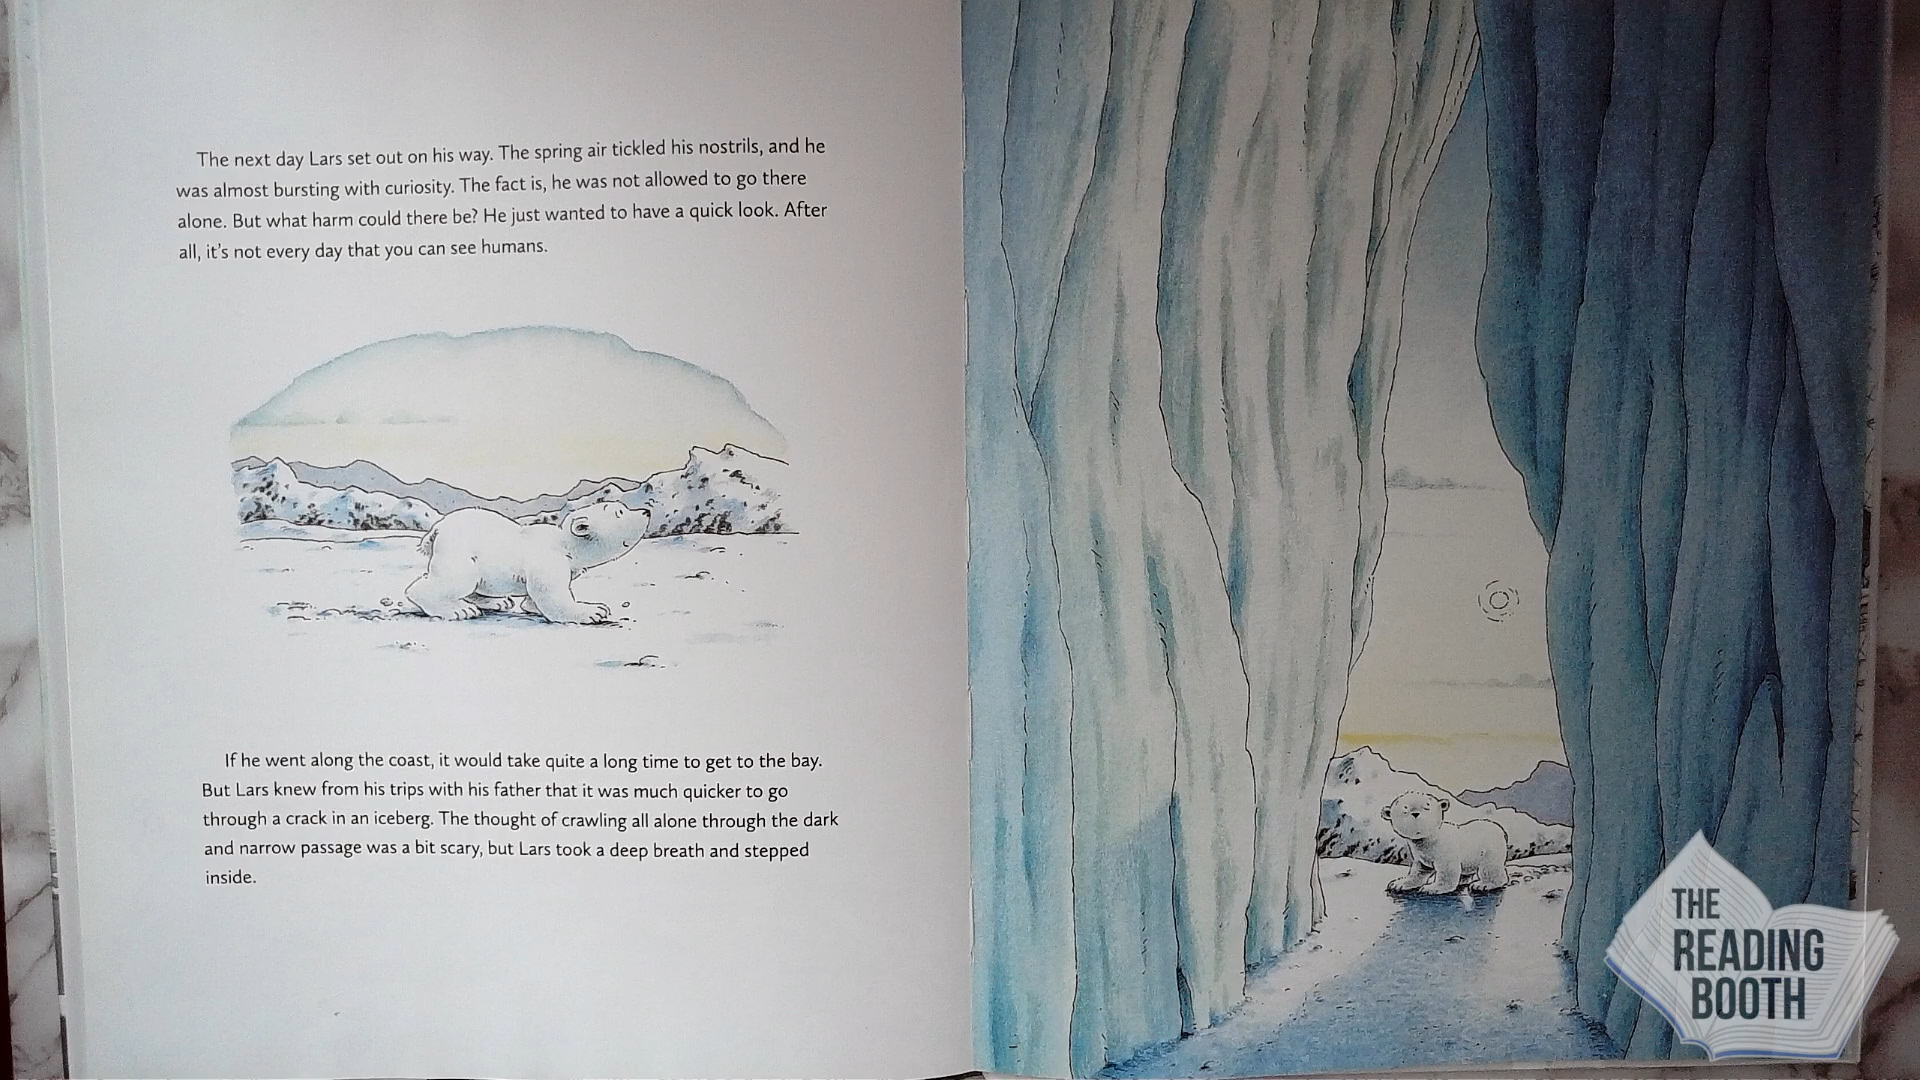 The next day Lars set out on his way. The spring air tickled his nostrils, and he
was almost bursting with curiosity. The fact is, he was not allowed to go there
alone. But what harm could there be? He just wanted to have a quick look. After
all, it's not every day that you can see humans.
If he went along the coast, it would take quite a long time to get to the bay.
But Lars knew from his trips with his father that it was much quicker to go
through a crack in an iceberg. The thought of crawling all alone through the dark
and narrow passage was a bit scary, but Lars took a deep breath and stepped
inside.
THE
READING
BOOTH